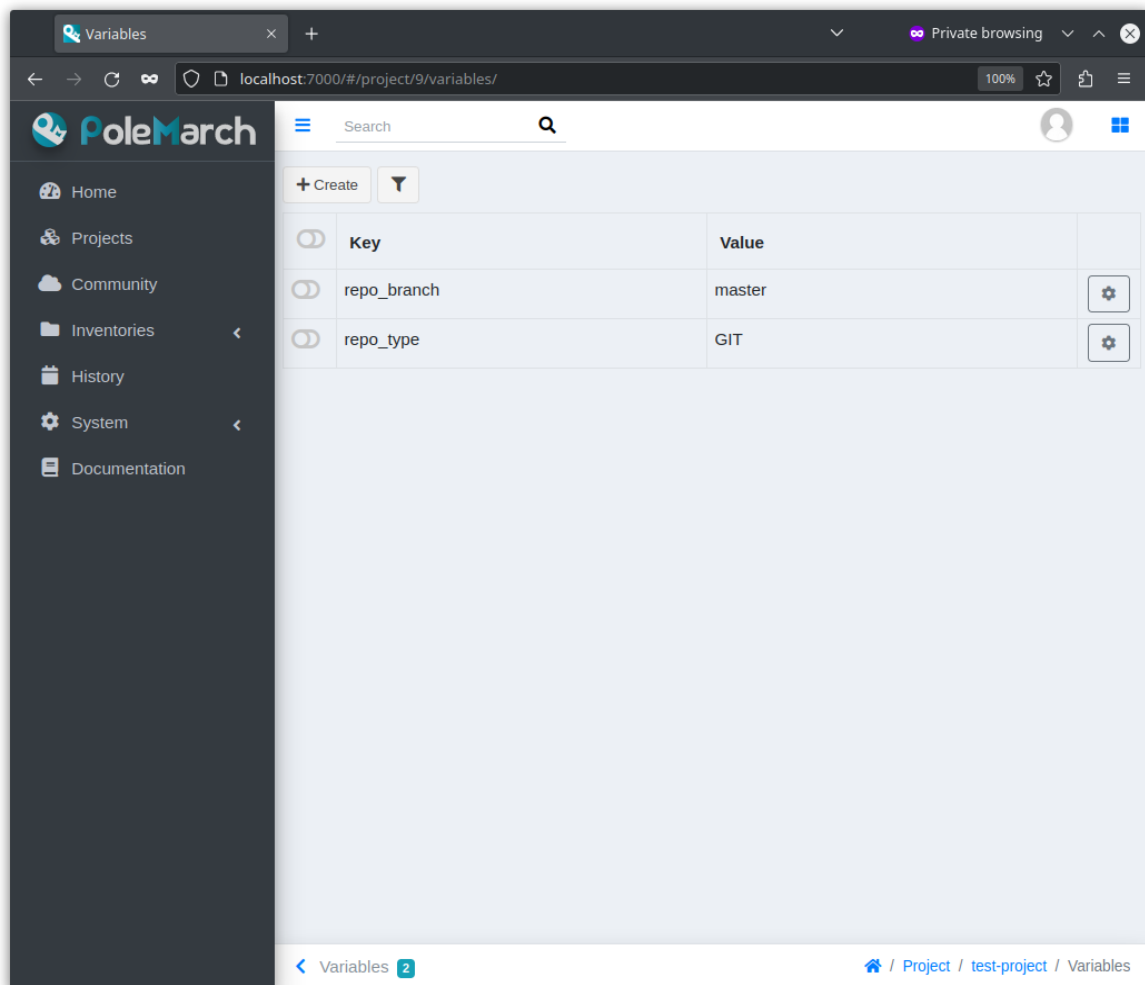 Variables
Private browsing
localhost:7000/#/project/9/variables/
100%
PoleMarch
Search
Home
Projects
Community
Inventories
History
System
Documentation
Create
Key Value
repo_branch master
repo_type GIT
Variables 2
/ Project / test-project / Variables